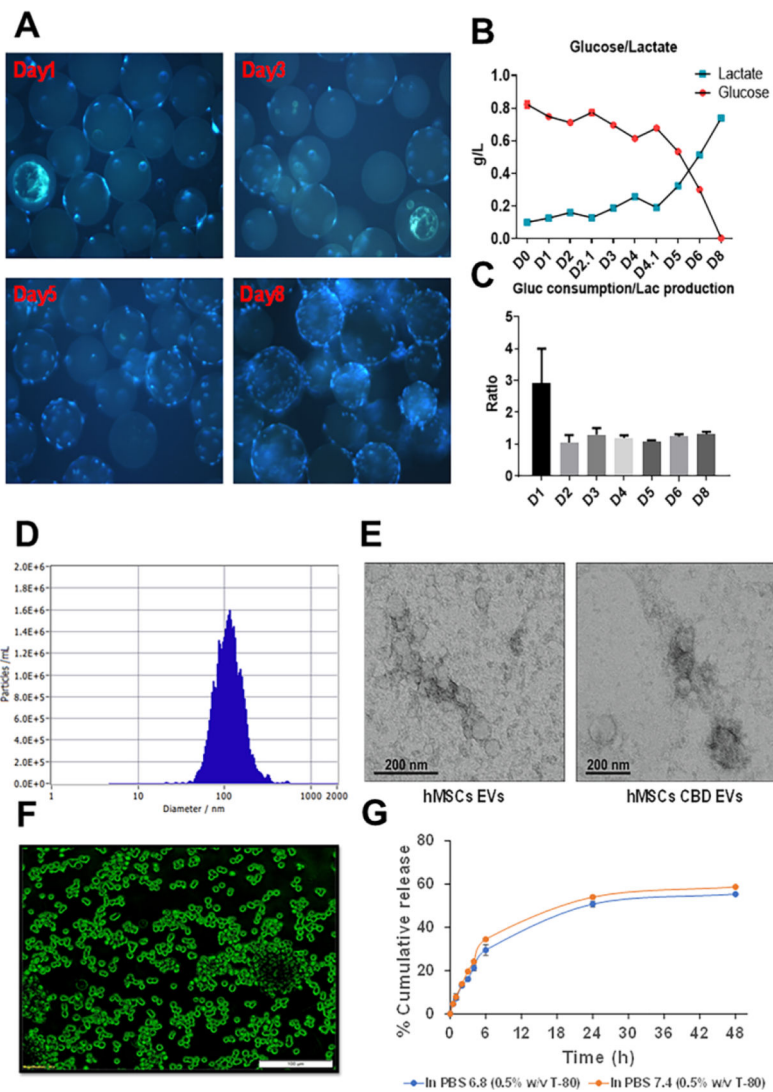 A
Day1
Day3
Day5
Day8
B
Glucose/Lactate
Lactate
Glucose
1.0
0.8
0.6
0.4
0.2
0.0
g/L
D0 D1 D2 D2.1 D3 D4 D4.1 D5 D6 D8
C
Gluc consumption/Lac production
5
4
3
2
1
0
Ratio
D1 D2 D3 D4 D5 D6 D8
D
2.0E+6
1.8E+6
1.6E+6
1.4E+6
1.2E+6
1.0E+6
8.0E+5
6.0E+5
4.0E+5
2.0E+5
0.0E+0
Particles /mL
1 10 100 1000 2000
Diameter / nm
E
200 nm
200 nm
hMSCs EVs
hMSCs CBD EVs
F
G
80
60
40
20
0
% Cumulative release
0 6 12 18 24 30 36 42 48
Time (h)
In PBS 6.8 (0.5% w/v T-80)
In PBS 7.4 (0.5% w/v T-80)